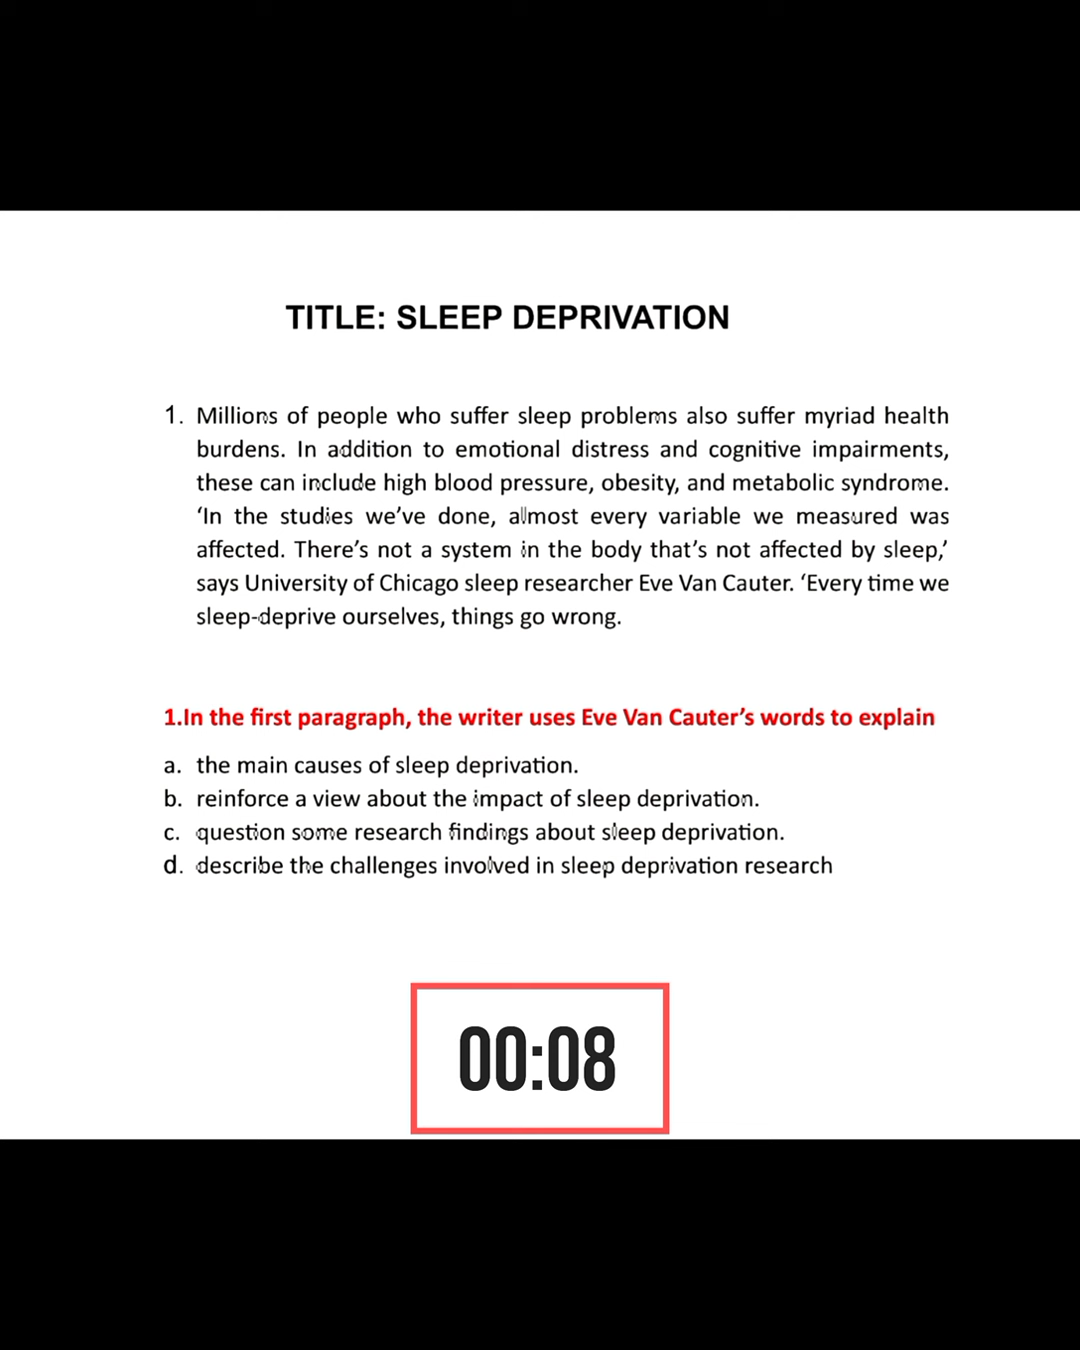 TITLE: SLEEP DEPRIVATION
1. Millions of people who suffer sleep problems also suffer myriad health
burdens. In addition to emotional distress and cognitive impairments,
these can include high blood pressure, obesity, and metabolic syndrome.
‘In the studies we’ve done, almost every variable we measured was
affected. There’s not a system in the body that’s not affected by sleep,’
says University of Chicago sleep researcher Eve Van Cauter. ‘Every time we
sleep-deprive ourselves, things go wrong.
1.In the first paragraph, the writer uses Eve Van Cauter’s words to explain
a. the main causes of sleep deprivation.
b. reinforce a view about the impact of sleep deprivation.
c. question some research findings about sleep deprivation.
d. describe the challenges involved in sleep deprivation research
00:08